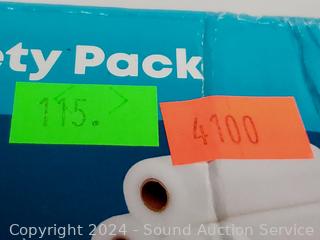 ety Pack
115.
4100
Copyright 2024 - Sound Auction Service